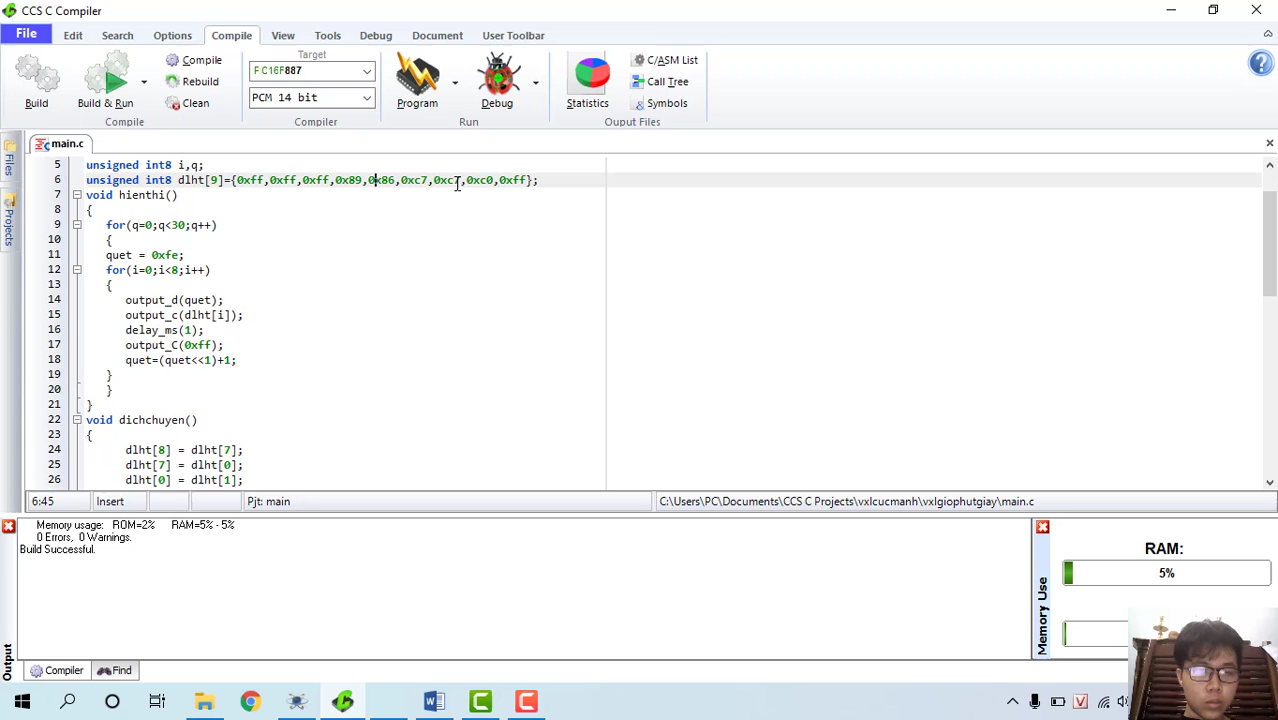 CCS C Compiler
File Edit Search Options Compile View Tools Debug Document User Toolbar
Build
Build & Run
Compile
Rebuild
Clean
Compile
Target
PCM 14 bit
Compiler
Program
Debug
Run
Statistics
C/ASM List
Call Tree
Symbols
Ouput Files
Files
Projects
main.c
5 unsigned int8 i,q;
6 unsigned int8 dlht[9]={0xff,0xff,0xff,0x89,0x86,0xc7,0xc7,0xc0,0xff};
7 void hienthi()
8 {
9 for(q=0;q<30;q++)
10 {
11 quet = 0xfe;
12 for(i=0;i<8;i++)
13 {
14 output_d(quet);
15 output_c(dlht[i]);
16 delay_ms(1);
17 output_C(0xff);
18 quet=(quet<<1)+1;
19 }
20 }
21 }
22 void dichchuyen()
23 {
24 dlht[8] = dlht[7];
25 dlht[7] = dlht[0];
26 dlht[0] = dlht[1];
6:45 Insert Pjt: main C:\Users\PC\Documents\CCS C Projects\vxlcucmanh\vxlgiophutgiay\main.c
Memory usage: ROM=2% RAM=5% - 5%
0 Errors, 0 Warnings.
Build Successful.
Output
Compiler Find
Memory Use
RAM:
5%